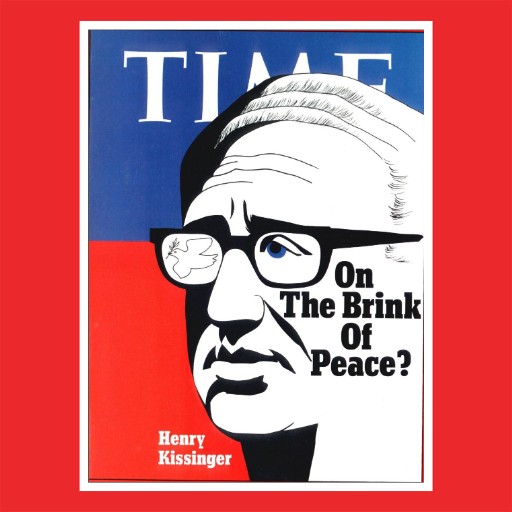 TIME
On
The Brink
Of
Peace?
Henry
Kissinger